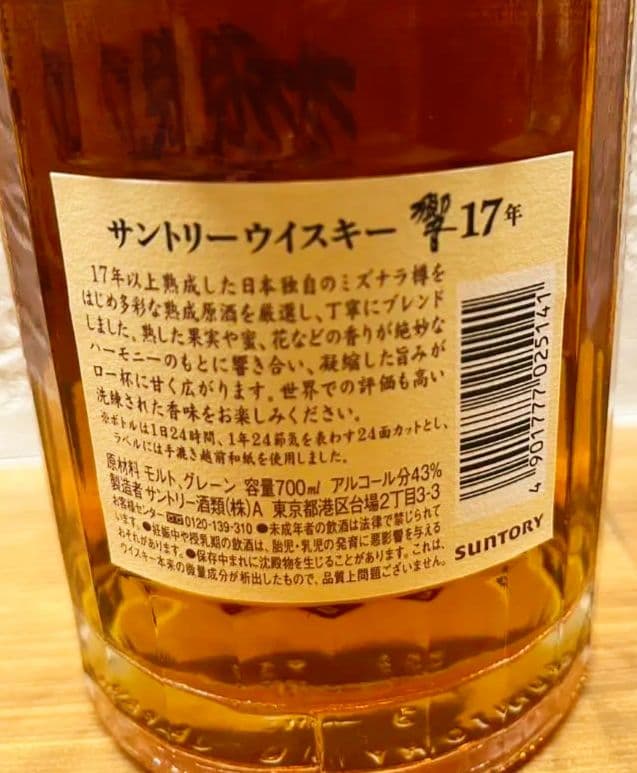 サントリーウイスキー 響 17年
17年以上熟成した日本独自のミズナラ樽を
はじめ多彩な熟成原酒を厳選し、丁寧にブレンド
しました。熟した果実や蜜、花などの香りが絶妙な
ハーモニーのもとに響き合い、凝縮した旨みが
口一杯に甘く広がります。世界での評価も高い
洗練された香味をお楽しみください。
※ボトルは1日24時間、1年24節気を表わす24面カットとし、
ラベルには手漉き越前和紙を使用しました。
原材料 モルト、グレーン 容量700ml アルコール分43%
製造者 サントリー酒類(株)A 東京都港区台場2丁目3-3
お客様センター 0120-139-310 ●未成年者の飲酒は法律で禁じられて
います。●妊娠中や授乳期の飲酒は、胎児・乳児の発育に悪影響を与える
おそれがあります。●保存中まれに沈殿物を生じることがあります。これは、
ウイスキー本来の微量成分が析出したもので、品質上問題ございません。
4 901777 025141
SUNTORY